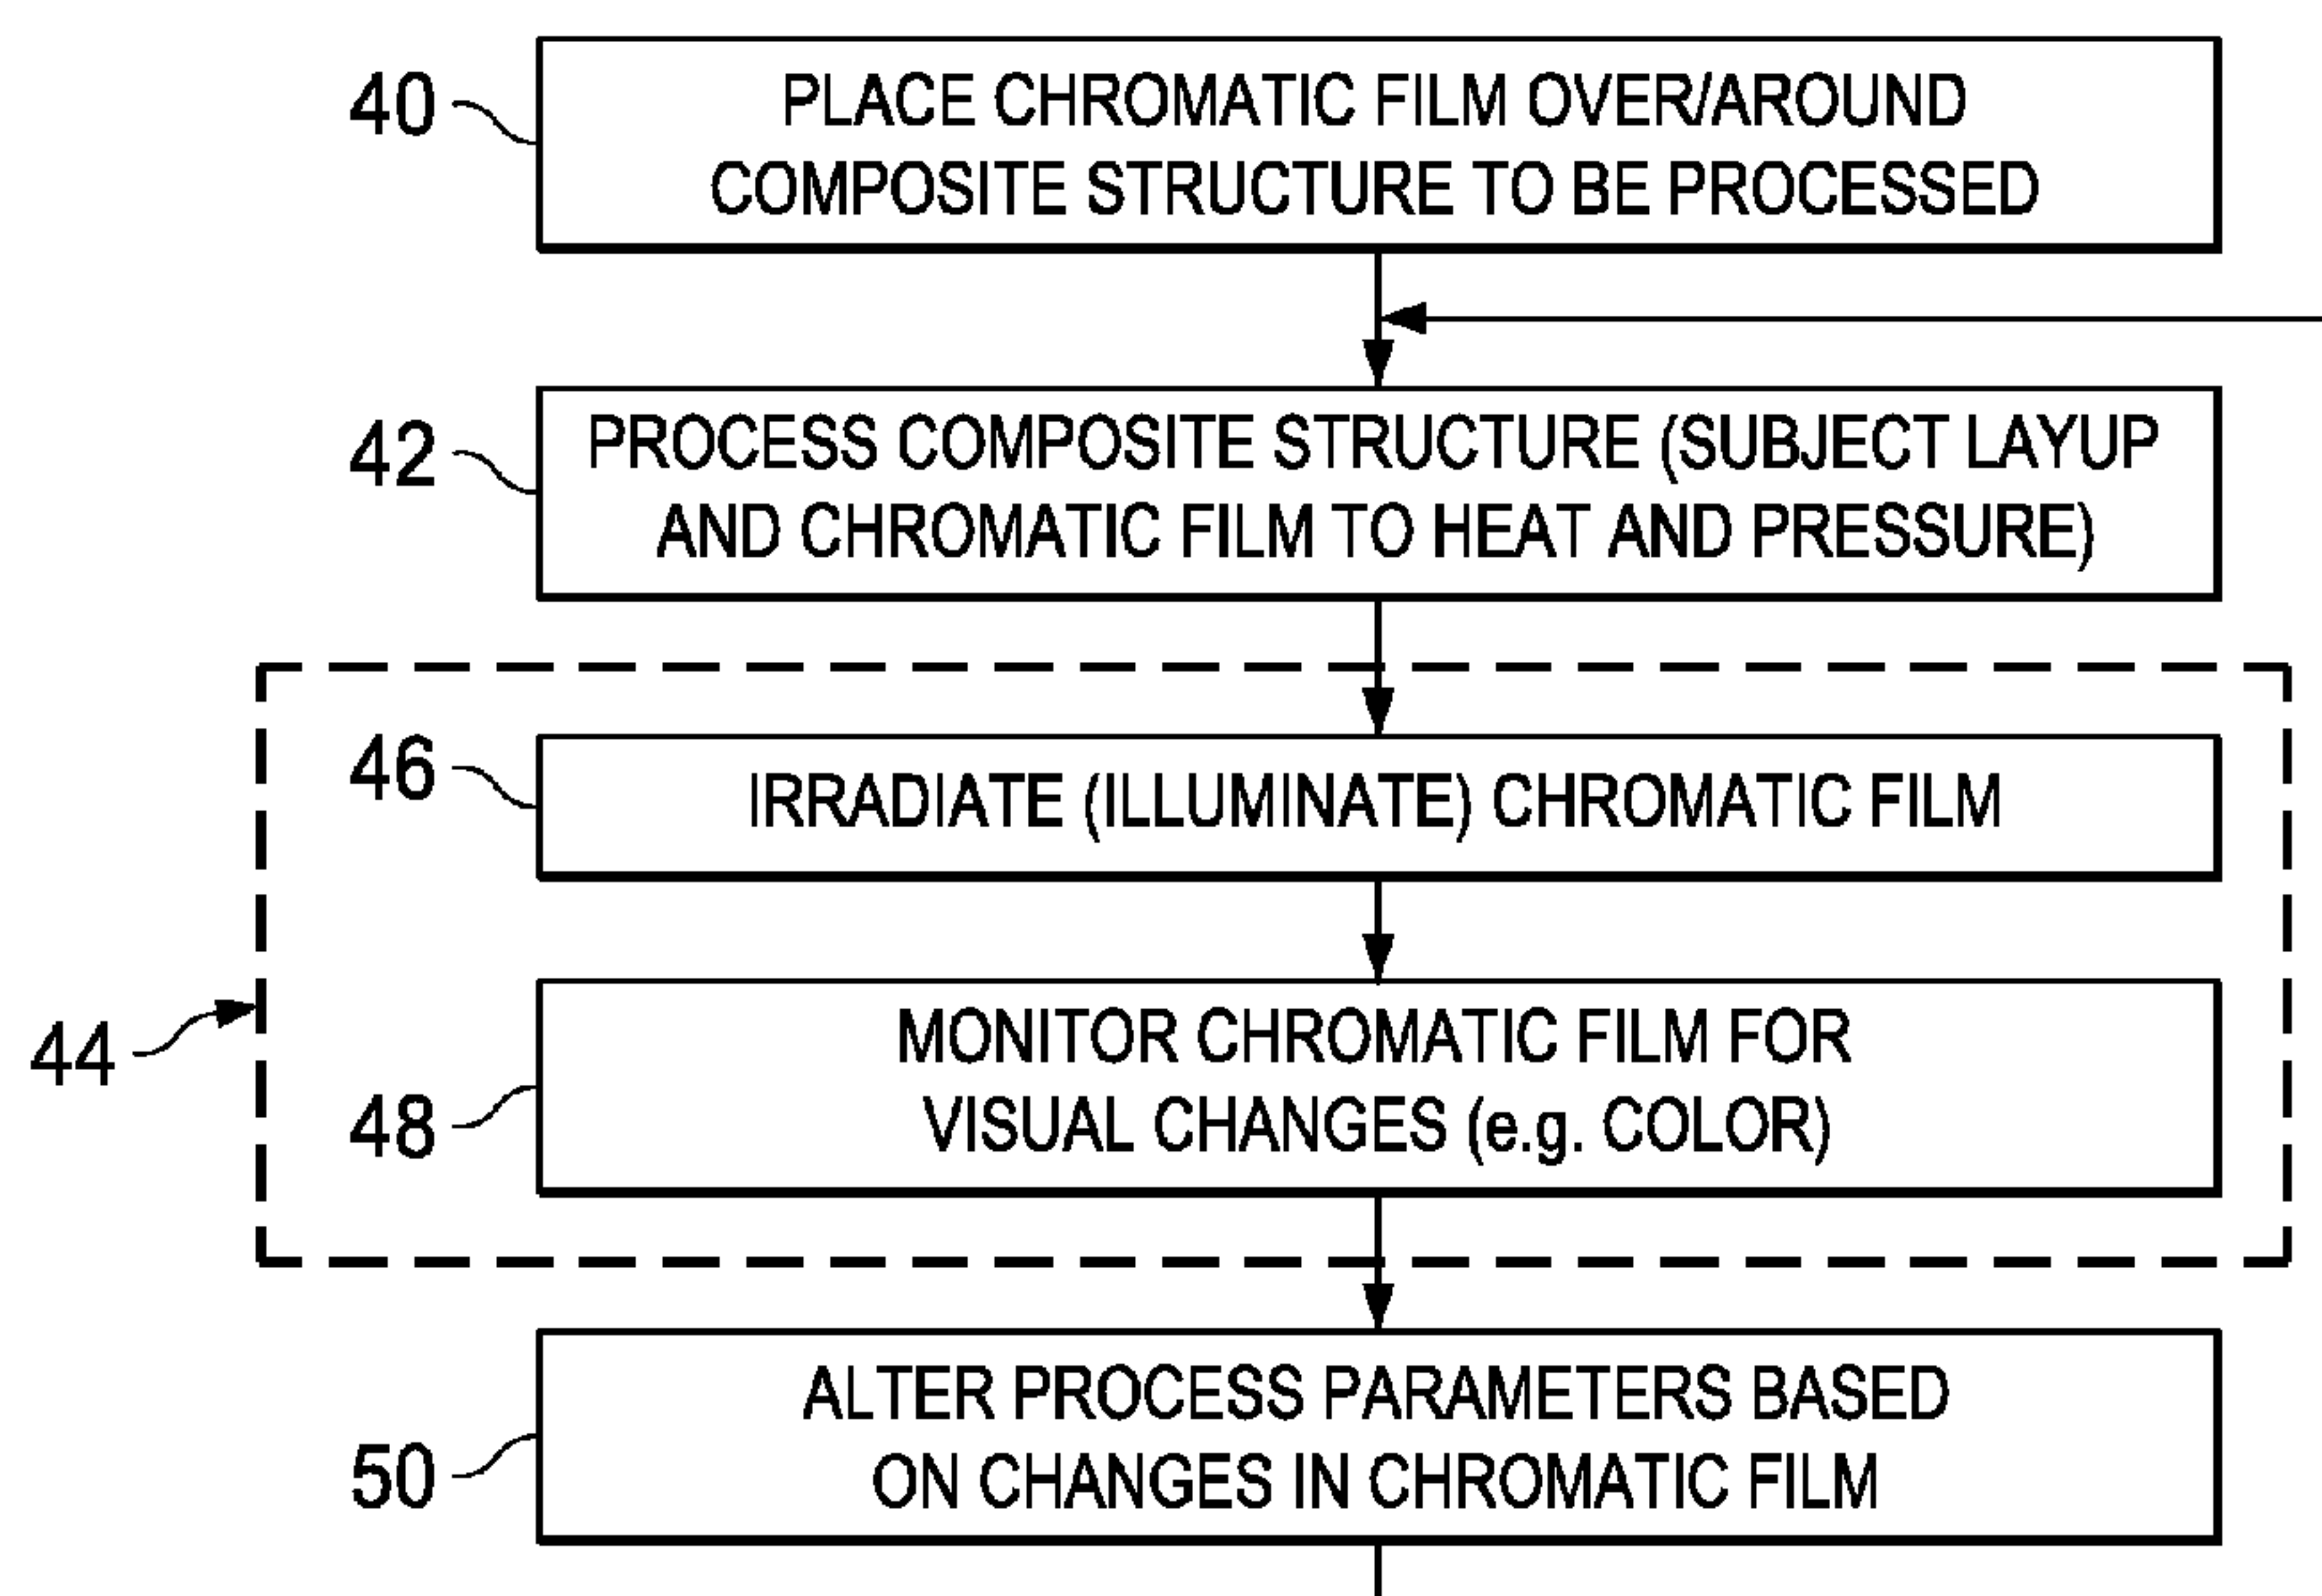 40
PLACE CHROMATIC FILM OVER/AROUND
COMPOSITE STRUCTURE TO BE PROCESSED
42
PROCESS COMPOSITE STRUCTURE (SUBJECT LAYUP
AND CHROMATIC FILM TO HEAT AND PRESSURE)
46
IRRADIATE (ILLUMINATE) CHROMATIC FILM
44
48
MONITOR CHROMATIC FILM FOR
VISUAL CHANGES (e.g. COLOR)
50
ALTER PROCESS PARAMETERS BASED
ON CHANGES IN CHROMATIC FILM